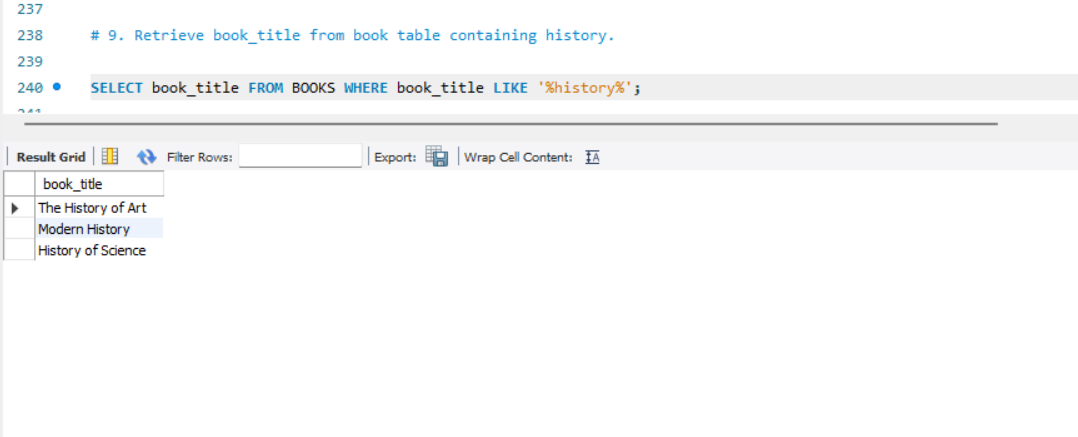 237
238 # 9. Retrieve book_title from book table containing history.
239
240 SELECT book_title FROM BOOKS WHERE book_title LIKE '%history%';
241
Result Grid Filter Rows: Export: Wrap Cell Content: IA
book_title
The History of Art
Modern History
History of Science